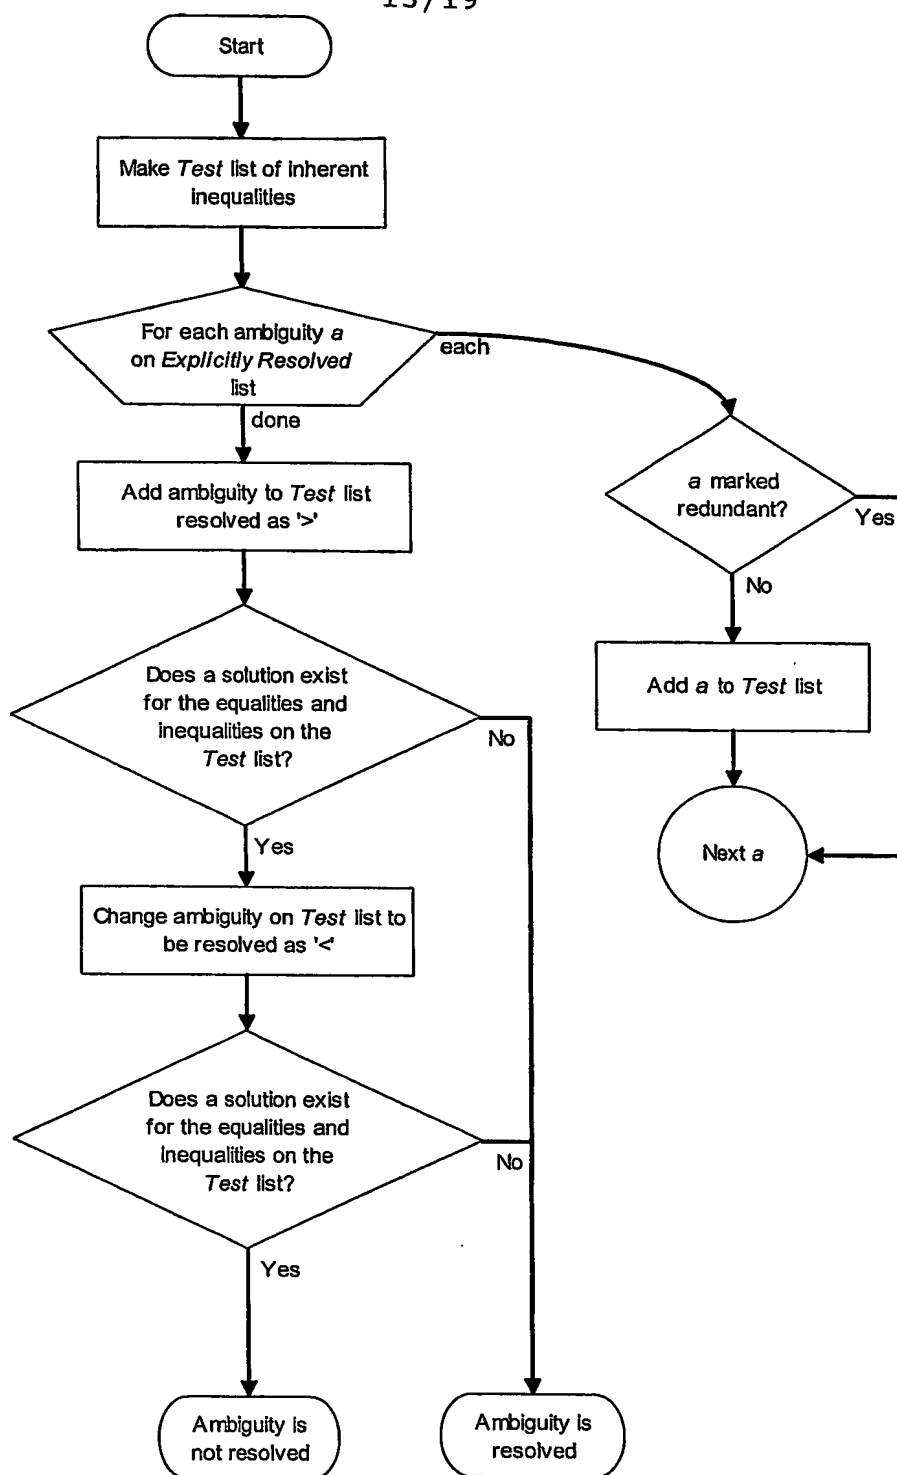 13/19
Start
Make Test list of inherent
inequalities
For each ambiguity a
on Explicitly Resolved
list
each
done
Add ambiguity to Test list
resolved as '>'
a marked
redundant?
Yes
No
Does a solution exist
for the equalities and
inequalities on the
Test list?
No
Add a to Test list
Yes
Next a
Change ambiguity on Test list to
be resolved as '<'
Does a solution exist
for the equalities and
inequalities on the
Test list?
No
Yes
Ambiguity is
not resolved
Ambiguity is
resolved